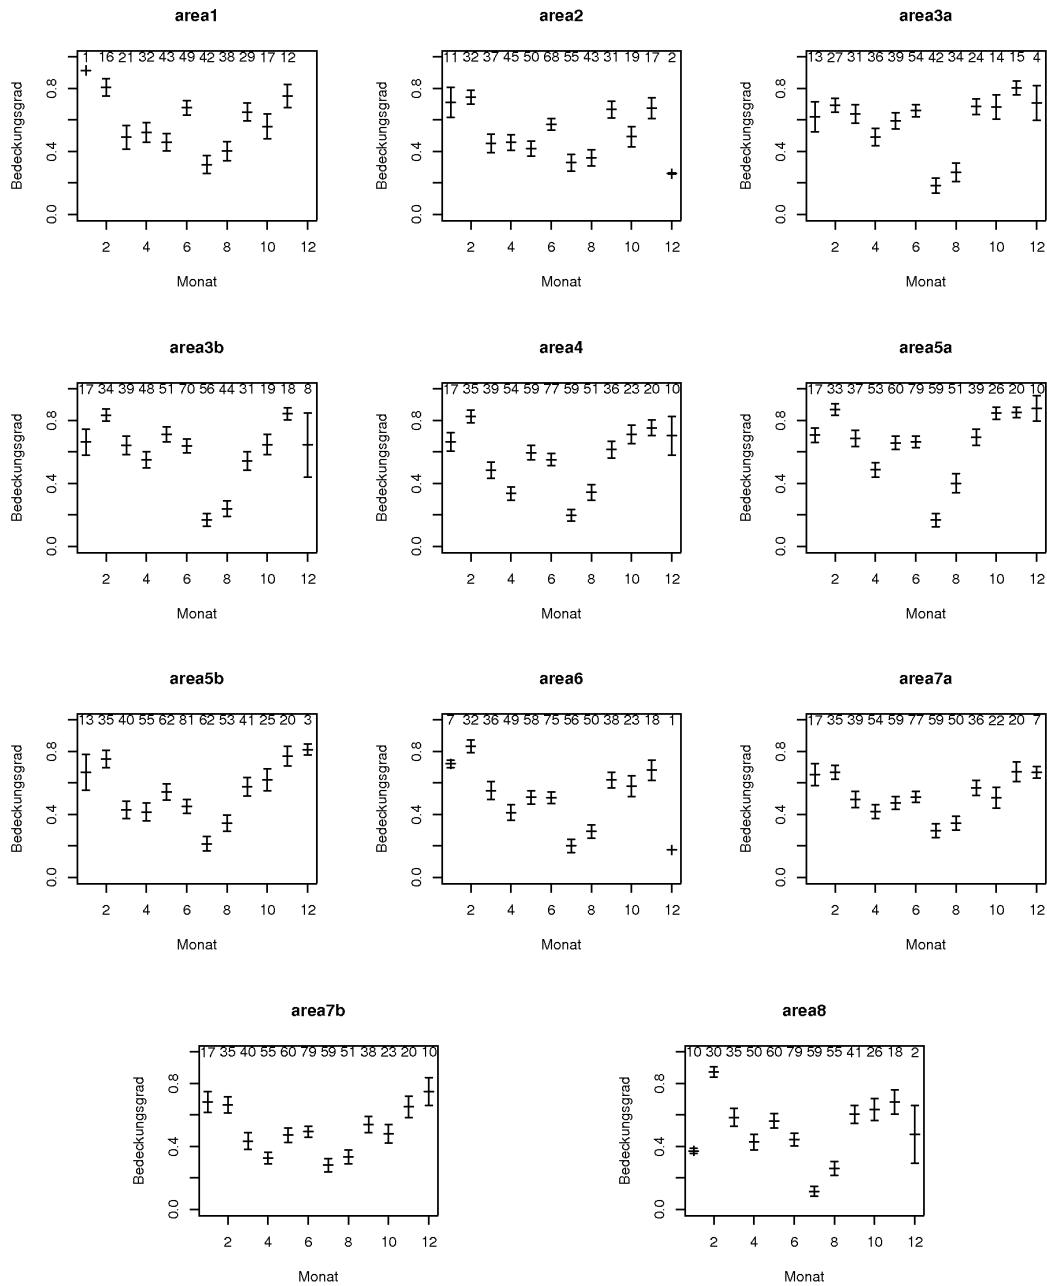 area1 area2 area3a
1 16 21 32 43 49 42 38 29 17 12 11 32 37 45 50 68 55 43 31 19 17 2 13 27 31 36 39 54 42 34 24 14 15 4
Bedeckungsgrad 0.0 0.4 0.8 Bedeckungsgrad 0.0 0.4 0.8 Bedeckungsgrad 0.0 0.4 0.8
2 4 6 8 10 12 2 4 6 8 10 12 2 4 6 8 10 12
Monat Monat Monat
area3b area4 area5a
17 34 39 48 51 70 56 44 31 19 18 8 17 35 39 54 59 77 59 51 36 23 20 10 17 33 37 53 60 79 59 51 39 26 20 10
Bedeckungsgrad 0.0 0.4 0.8 Bedeckungsgrad 0.0 0.4 0.8 Bedeckungsgrad 0.0 0.4 0.8
2 4 6 8 10 12 2 4 6 8 10 12 2 4 6 8 10 12
Monat Monat Monat
area5b area6 area7a
13 35 40 55 62 81 62 53 41 25 20 3 7 32 36 49 58 75 56 50 38 23 18 1 17 35 39 54 59 77 59 50 36 22 20 7
Bedeckungsgrad 0.0 0.4 0.8 Bedeckungsgrad 0.0 0.4 0.8 Bedeckungsgrad 0.0 0.4 0.8
2 4 6 8 10 12 2 4 6 8 10 12 2 4 6 8 10 12
Monat Monat Monat
area7b area8
17 35 40 55 60 79 59 51 38 23 20 10 10 30 35 50 60 79 59 55 41 26 18 2
Bedeckungsgrad 0.0 0.4 0.8 Bedeckungsgrad 0.0 0.4 0.8
2 4 6 8 10 12 2 4 6 8 10 12
Monat Monat